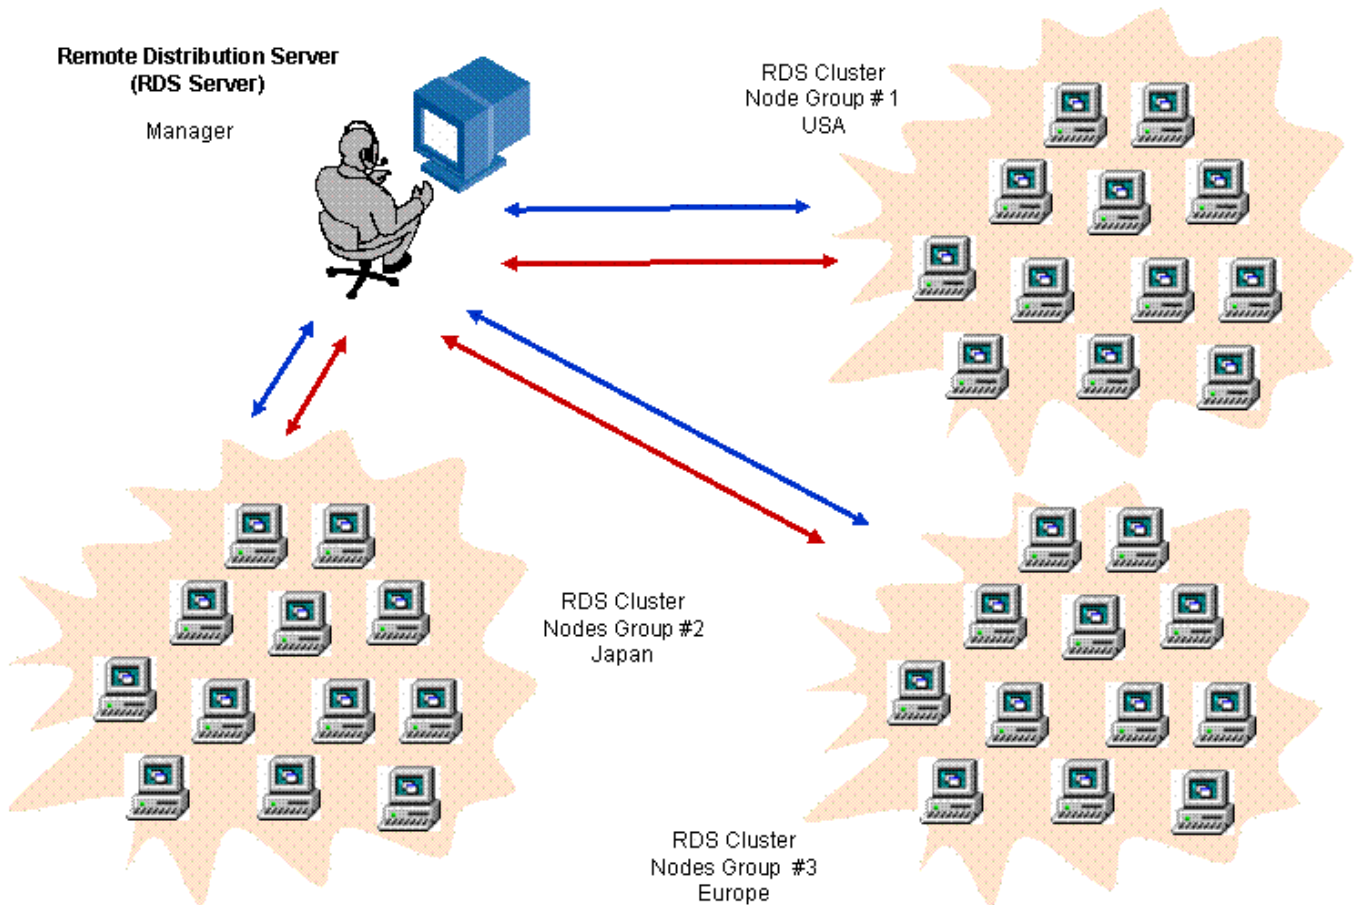 Remote Distribution Server
(RDS Server)
Manager
RDS Cluster
Node Group # 1
USA
RDS Cluster
Nodes Group #2
Japan
RDS Cluster
Nodes Group #3
Europe